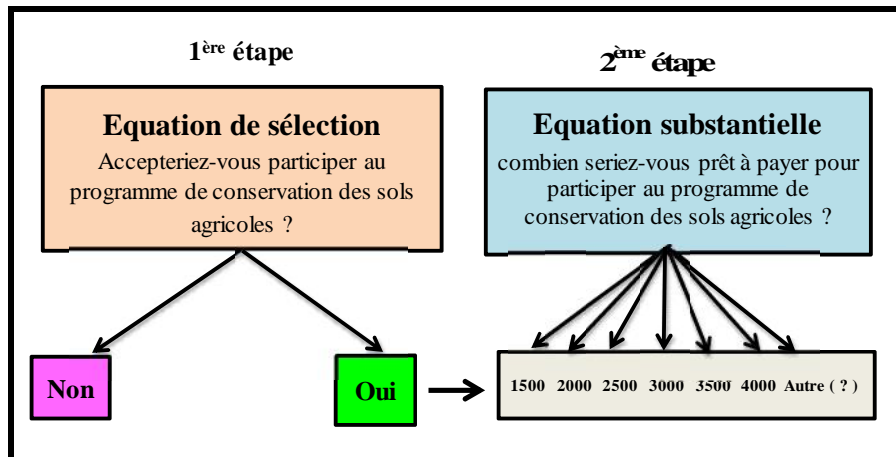 1ère étape
Equation de sélection
Accepteriez-vous participer au
programme de conservation des sols
agricoles ?
Non
Oui
2ème étape
Equation substantielle
combien seriez-vous prêt à payer pour
participer au programme de
conservation des sols agricoles ?
1500 2000 2500 3000 3500 4000 Autre ( ? )